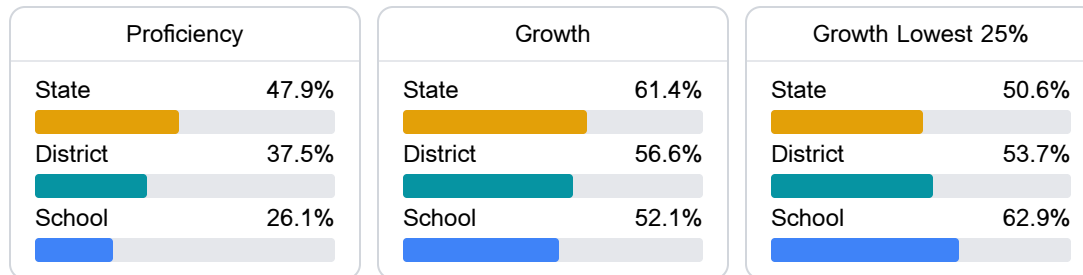 Proficiency
State 47.9%
District 37.5%
School 26.1%
Growth
State 61.4%
District 56.6%
School 52.1%
Growth Lowest 25%
State 50.6%
District 53.7%
School 62.9%